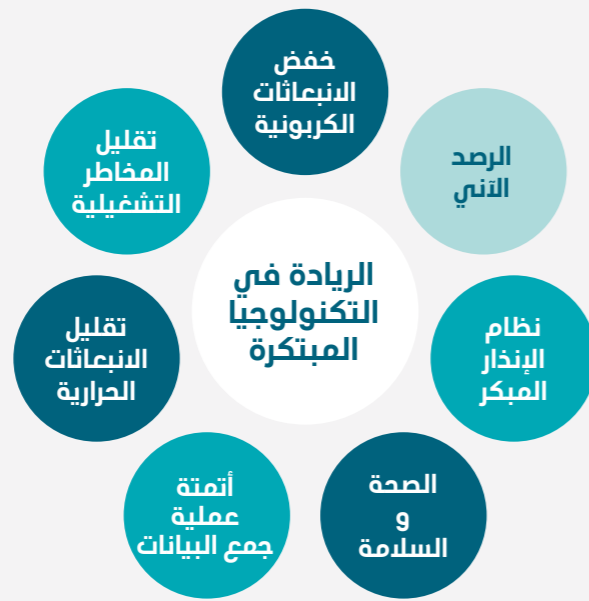 خفض
الانبعاثات
الكربونية
الرصد
الآني
نظام
الإنذار
المبكر
الصحة
و
السلامة
أتمتة
عملية
جمع البيانات
تقليل
الانبعاثات
الحرارية
تقليل
المخاطر
التشغيلية
الريادة في
التكنولوجيا
المبتكرة